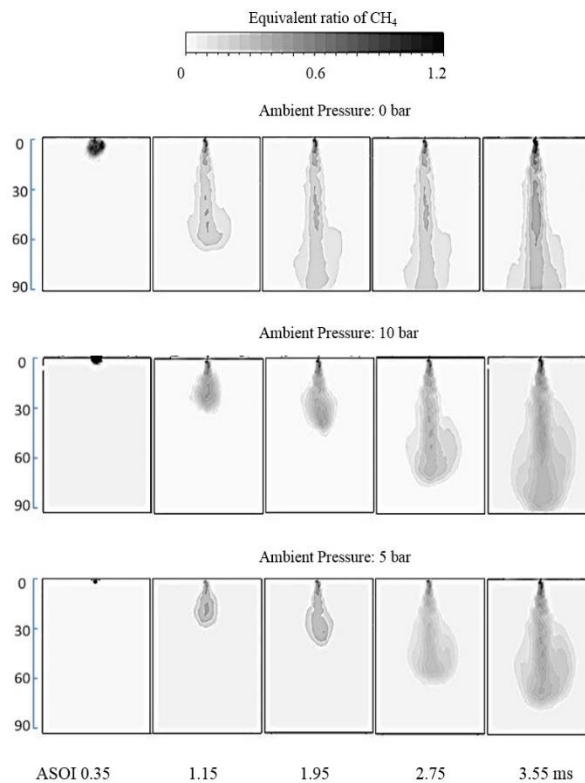 Equivalent ratio of CH₄
0 0.6 1.2
Ambient Pressure: 0 bar
0
30
60
90
Ambient Pressure: 10 bar
0
30
60
90
Ambient Pressure: 5 bar
0
30
60
90
ASOI 0.35 1.15 1.95 2.75 3.55 ms